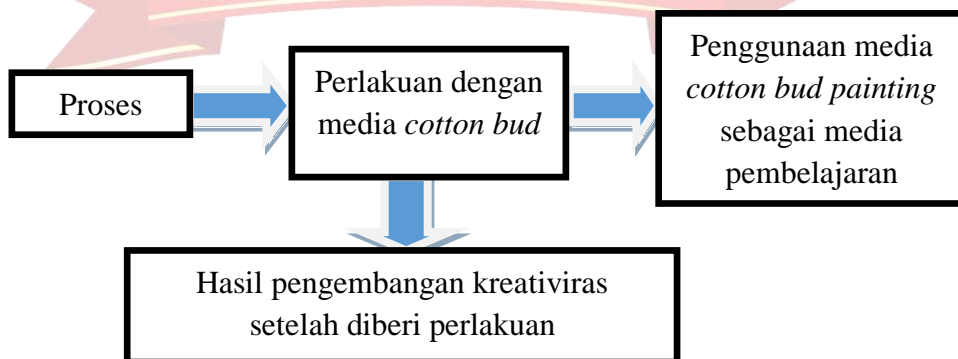 Proses
Perlakuan dengan
media cotton bud
Penggunaan media
cotton bud painting
sebagai media
pembelajaran
Hasil pengembangan kreativiras
setelah diberi perlakuan